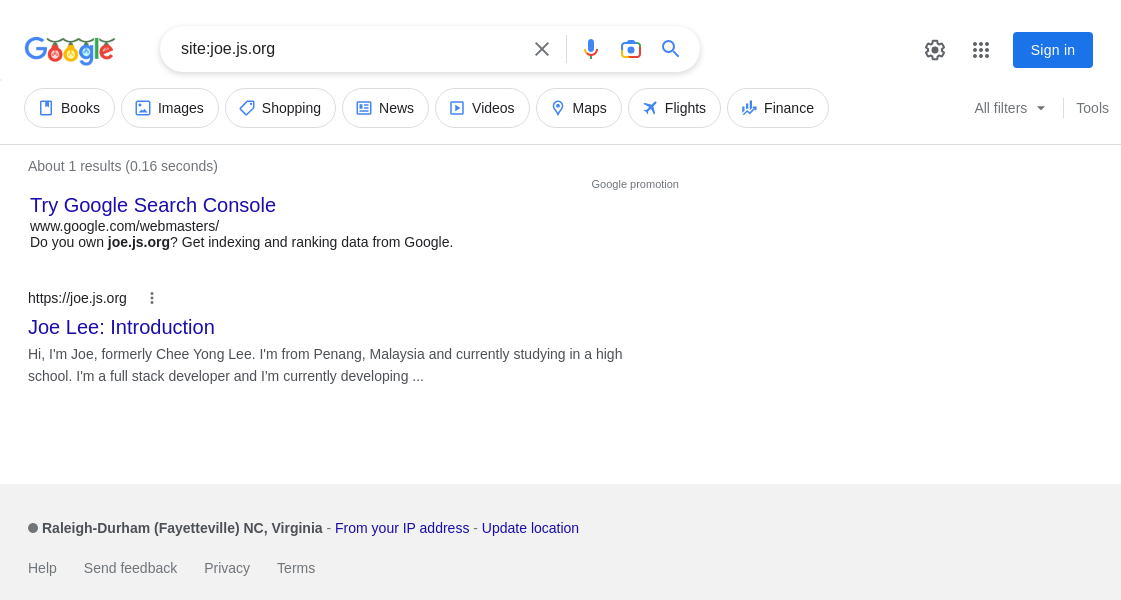 Google
site:joe.js.org
Sign in
Books Images Shopping News Videos Maps Flights Finance All filters Tools
About 1 results (0.16 seconds)
Google promotion
Try Google Search Console
www.google.com/webmasters/
Do you own joe.js.org? Get indexing and ranking data from Google.
https://joe.js.org
Joe Lee: Introduction
Hi, I'm Joe, formerly Chee Yong Lee. I'm from Penang, Malaysia and currently studying in a high
school. I'm a full stack developer and I'm currently developing ...
Raleigh-Durham (Fayetteville) NC, Virginia - From your IP address - Update location
Help Send feedback Privacy Terms